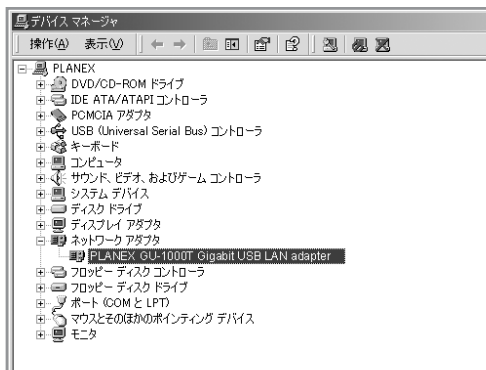 デバイス マネージャ
操作(A) 表示(V)
PLANEX
DVD/CD-ROM ドライブ
IDE ATA/ATAPI コントローラ
PCMCIA アダプタ
USB (Universal Serial Bus) コントローラ
キーボード
コンピュータ
サウンド、ビデオ、およびゲーム コントローラ
システム デバイス
ディスク ドライブ
ディスプレイ アダプタ
ネットワーク アダプタ
PLANEX GU-1000T Gigabit USB LAN adapter
フロッピー ディスク コントローラ
フロッピー ディスク ドライブ
ポート (COM と LPT)
マウスとそのほかのポインティング デバイス
モニタ